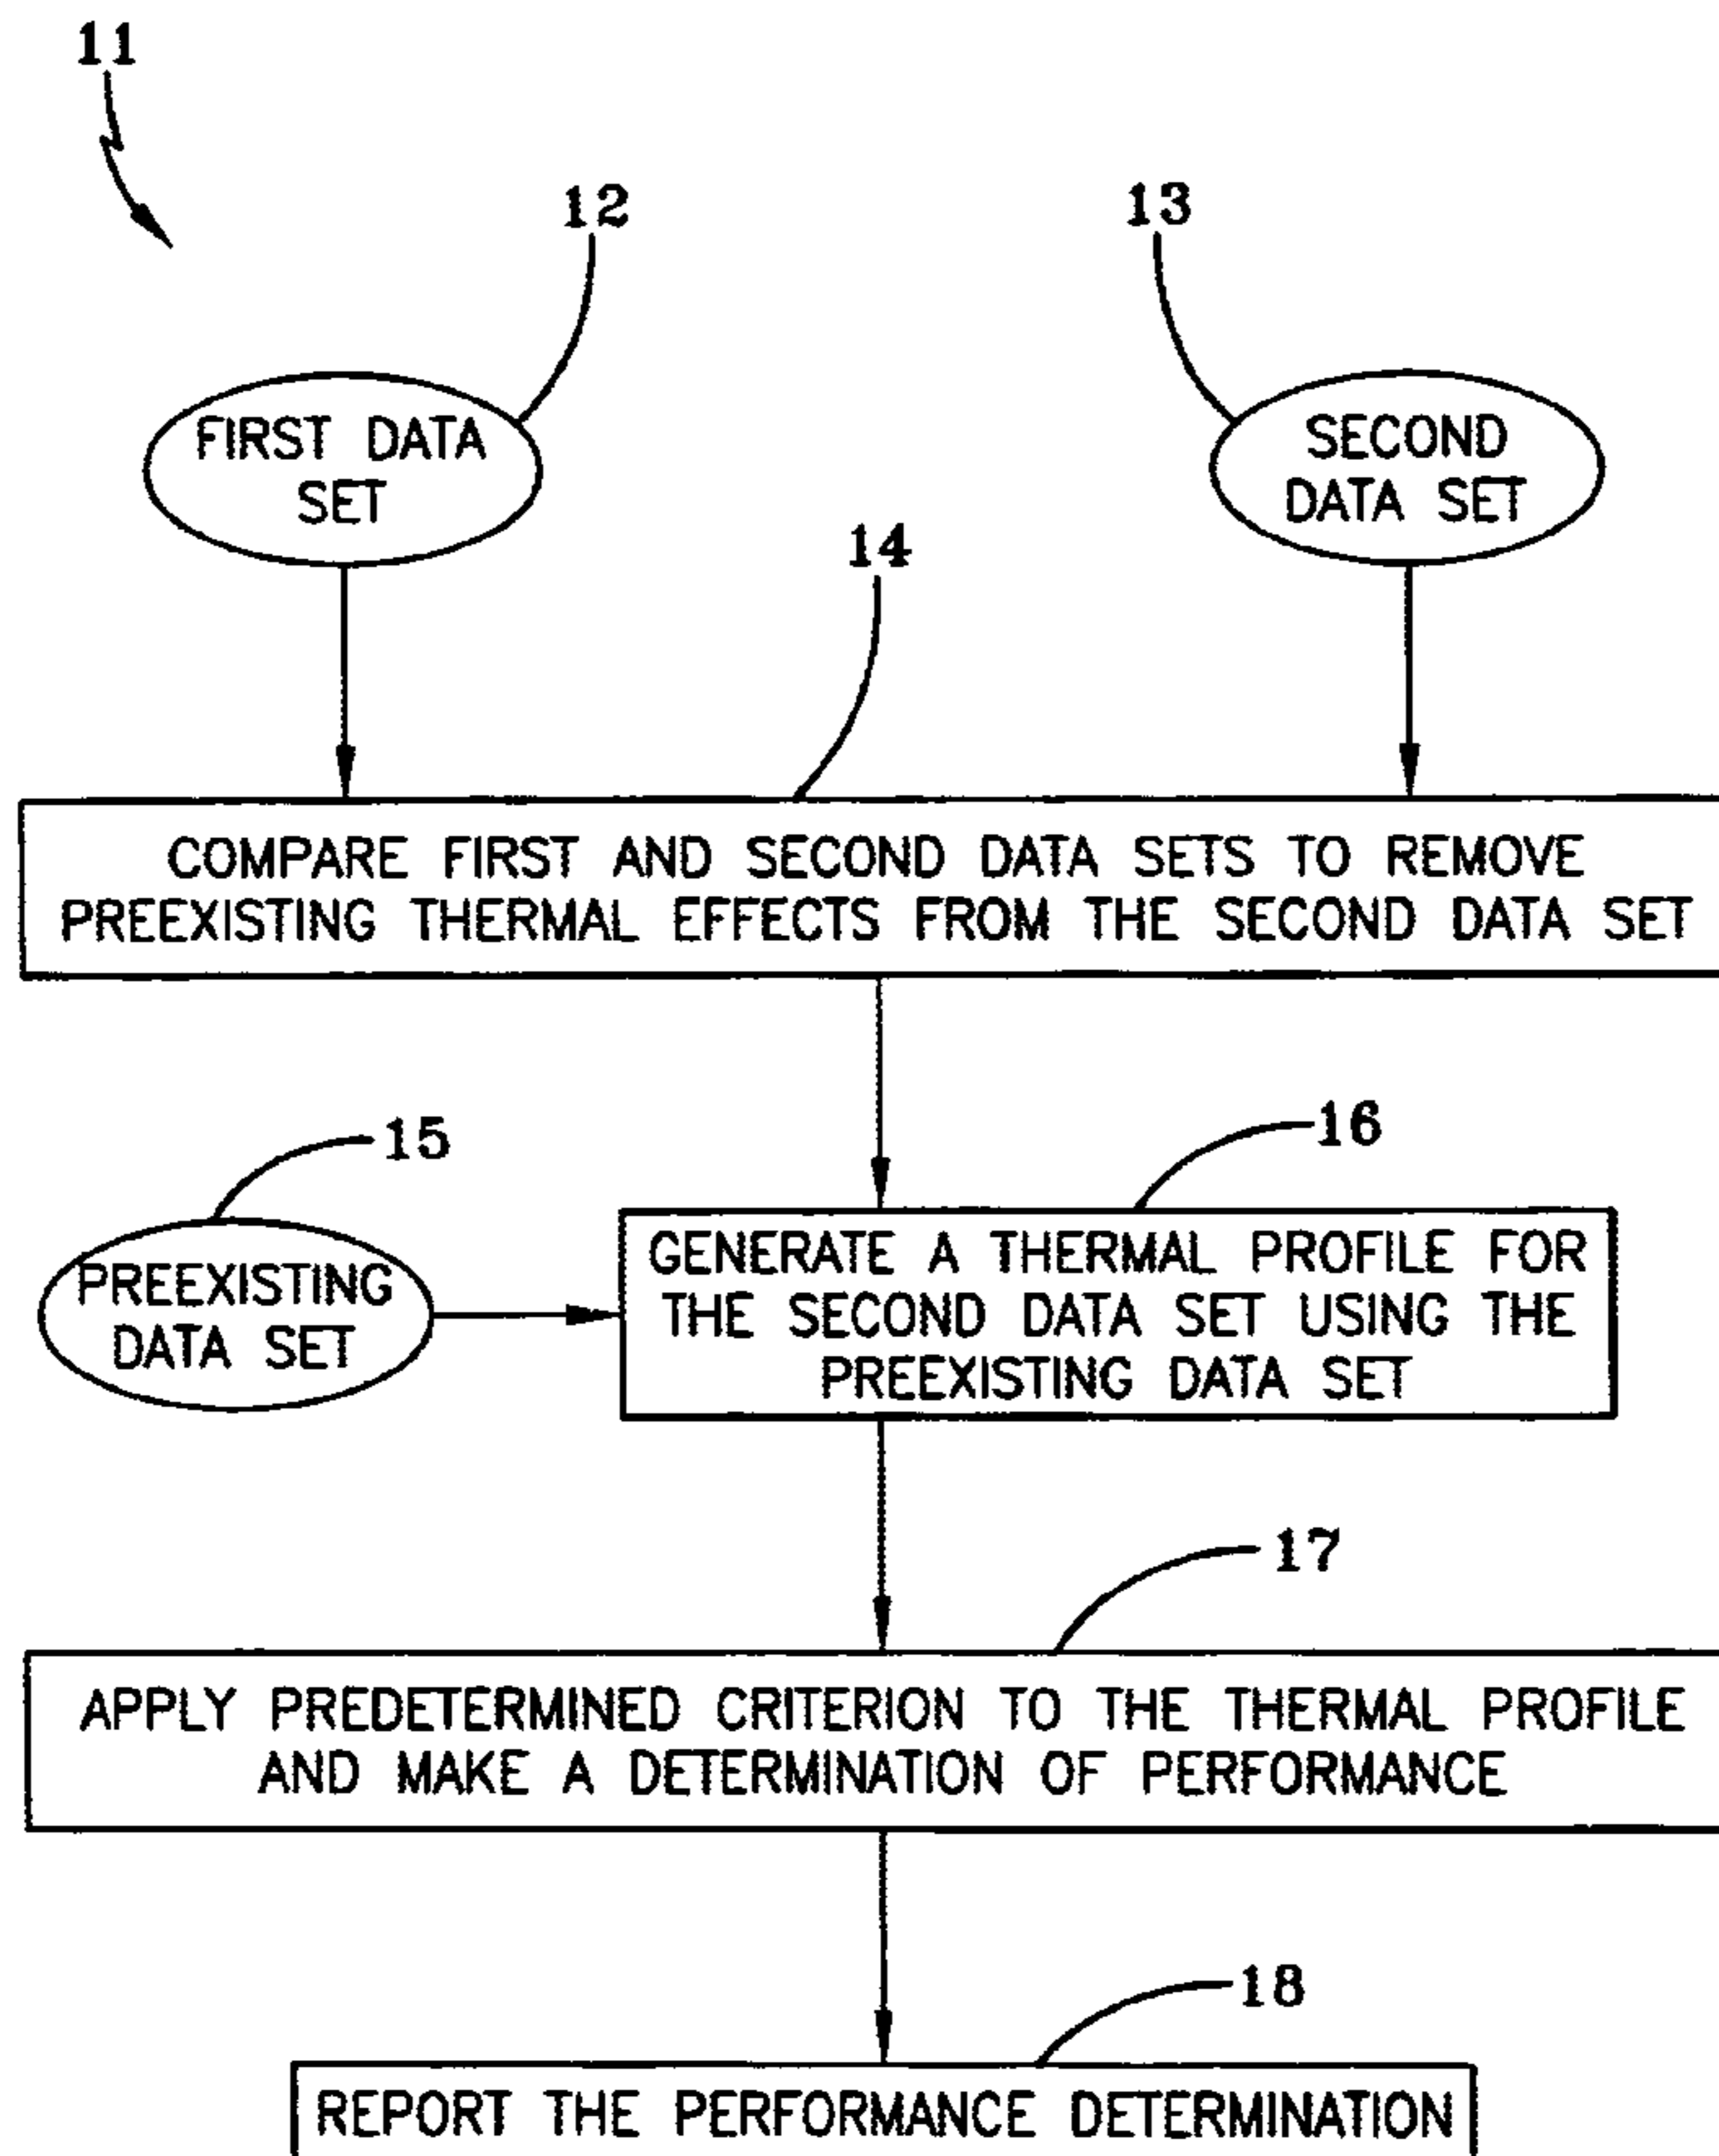 11
12
13
FIRST DATA
SET
SECOND
DATA SET
14
COMPARE FIRST AND SECOND DATA SETS TO REMOVE
PREEXISTING THERMAL EFFECTS FROM THE SECOND DATA SET
15
16
PREEXISTING
DATA SET
GENERATE A THERMAL PROFILE FOR
THE SECOND DATA SET USING THE
PREEXISTING DATA SET
17
APPLY PREDETERMINED CRITERION TO THE THERMAL PROFILE
AND MAKE A DETERMINATION OF PERFORMANCE
18
REPORT THE PERFORMANCE DETERMINATION